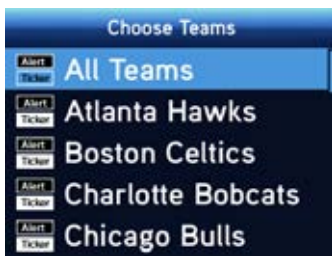 Choose Teams
Alert
Ticker
All Teams
Alert
Ticker
Atlanta Hawks
Alert
Ticker
Boston Celtics
Alert
Ticker
Charlotte Bobcats
Alert
Ticker
Chicago Bulls